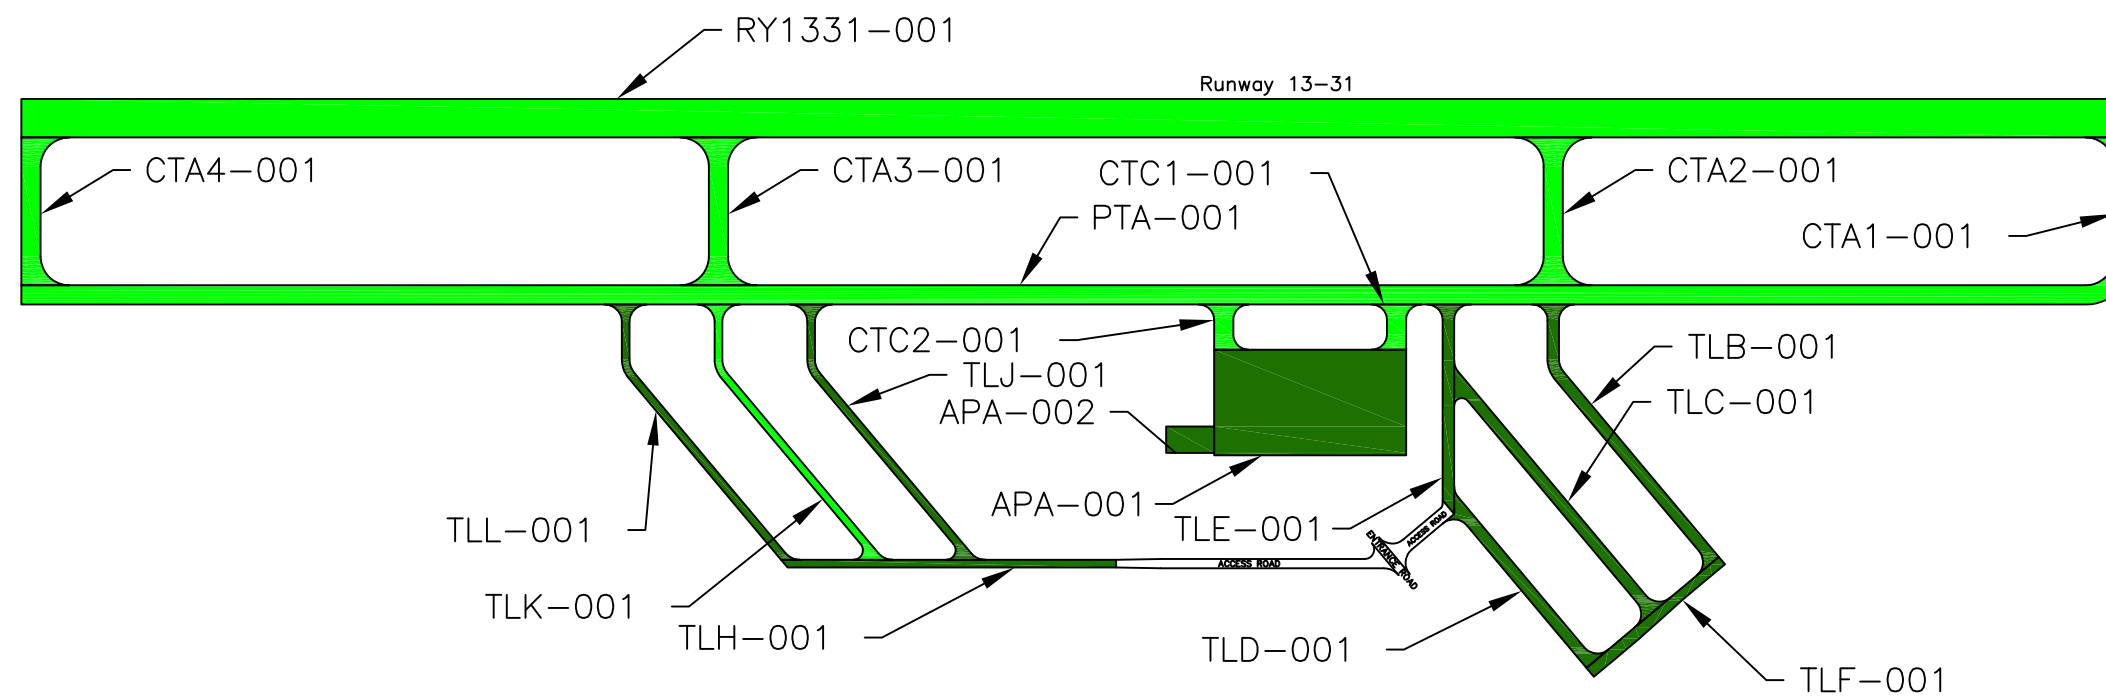 RY1331-001
Runway 13-31
CTA4-001
CTA3-001
CTC1-001
CTA2-001
PTA-001
CTA1-001
CTC2-001
TLJ-001
APA-002
TLB-001
TLC-001
APA-001
TLL-001
TLE-001
ACCESS ROAD
ENTRANCE ROAD
ACCESS ROAD
TLK-001
TLH-001
TLD-001
TLF-001